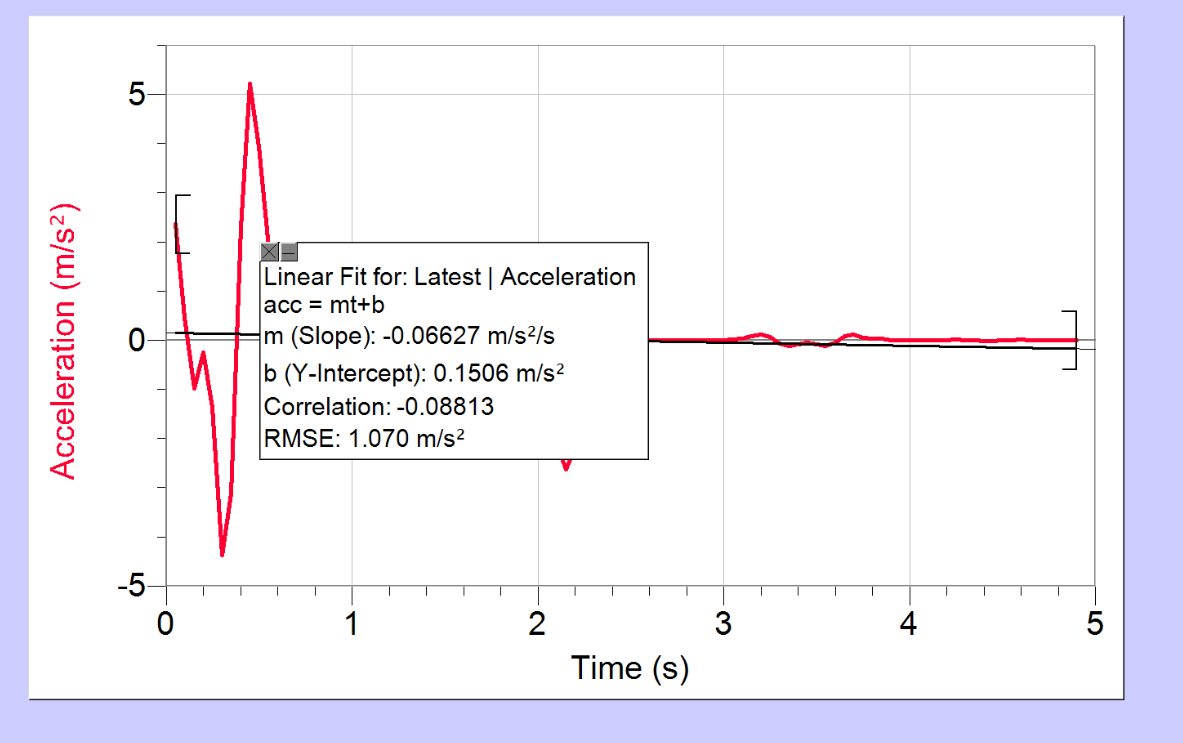 Acceleration (m/s²)
5
0
-5
Linear Fit for: Latest | Acceleration
acc = mt+b
m (Slope): -0.06627 m/s²/s
b (Y-Intercept): 0.1506 m/s²
Correlation: -0.08813
RMSE: 1.070 m/s²
0 1 2 3 4 5
Time (s)